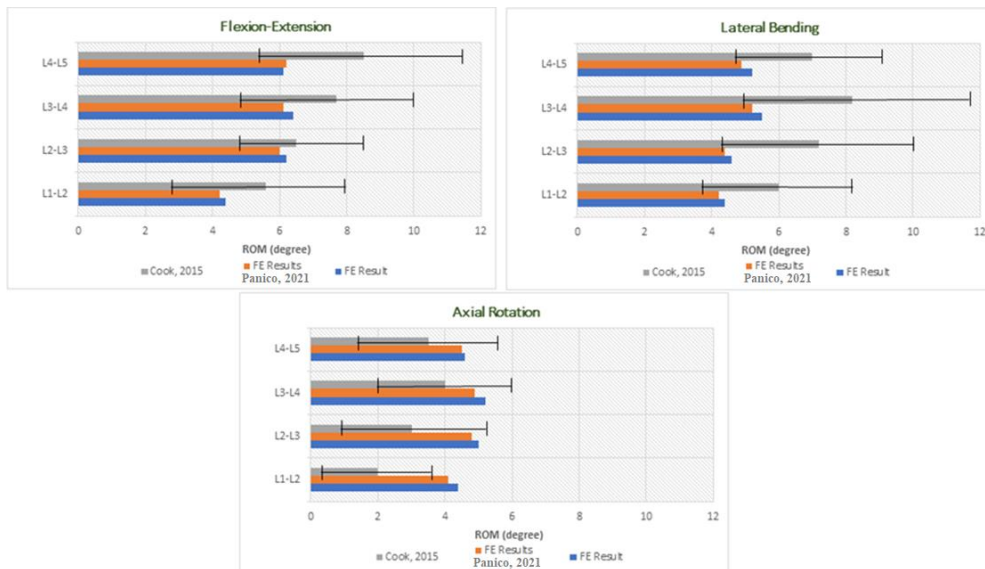 Flexion-Extension
L4-L5
L3-L4
L2-L3
L1-L2
0 2 4 6 8 10 12
ROM (degree)
Cook, 2015 FE Results FE Result
Panico, 2021
Lateral Bending
L4-L5
L3-L4
L2-L3
L1-L2
0 2 4 6 8 10 12
ROM (degree)
Cook, 2015 FE Results FE Result
Panico, 2021
Axial Rotation
L4-L5
L3-L4
L2-L3
L1-L2
0 2 4 6 8 10 12
ROM (degree)
Cook, 2015 FE Results FE Result
Panico, 2021